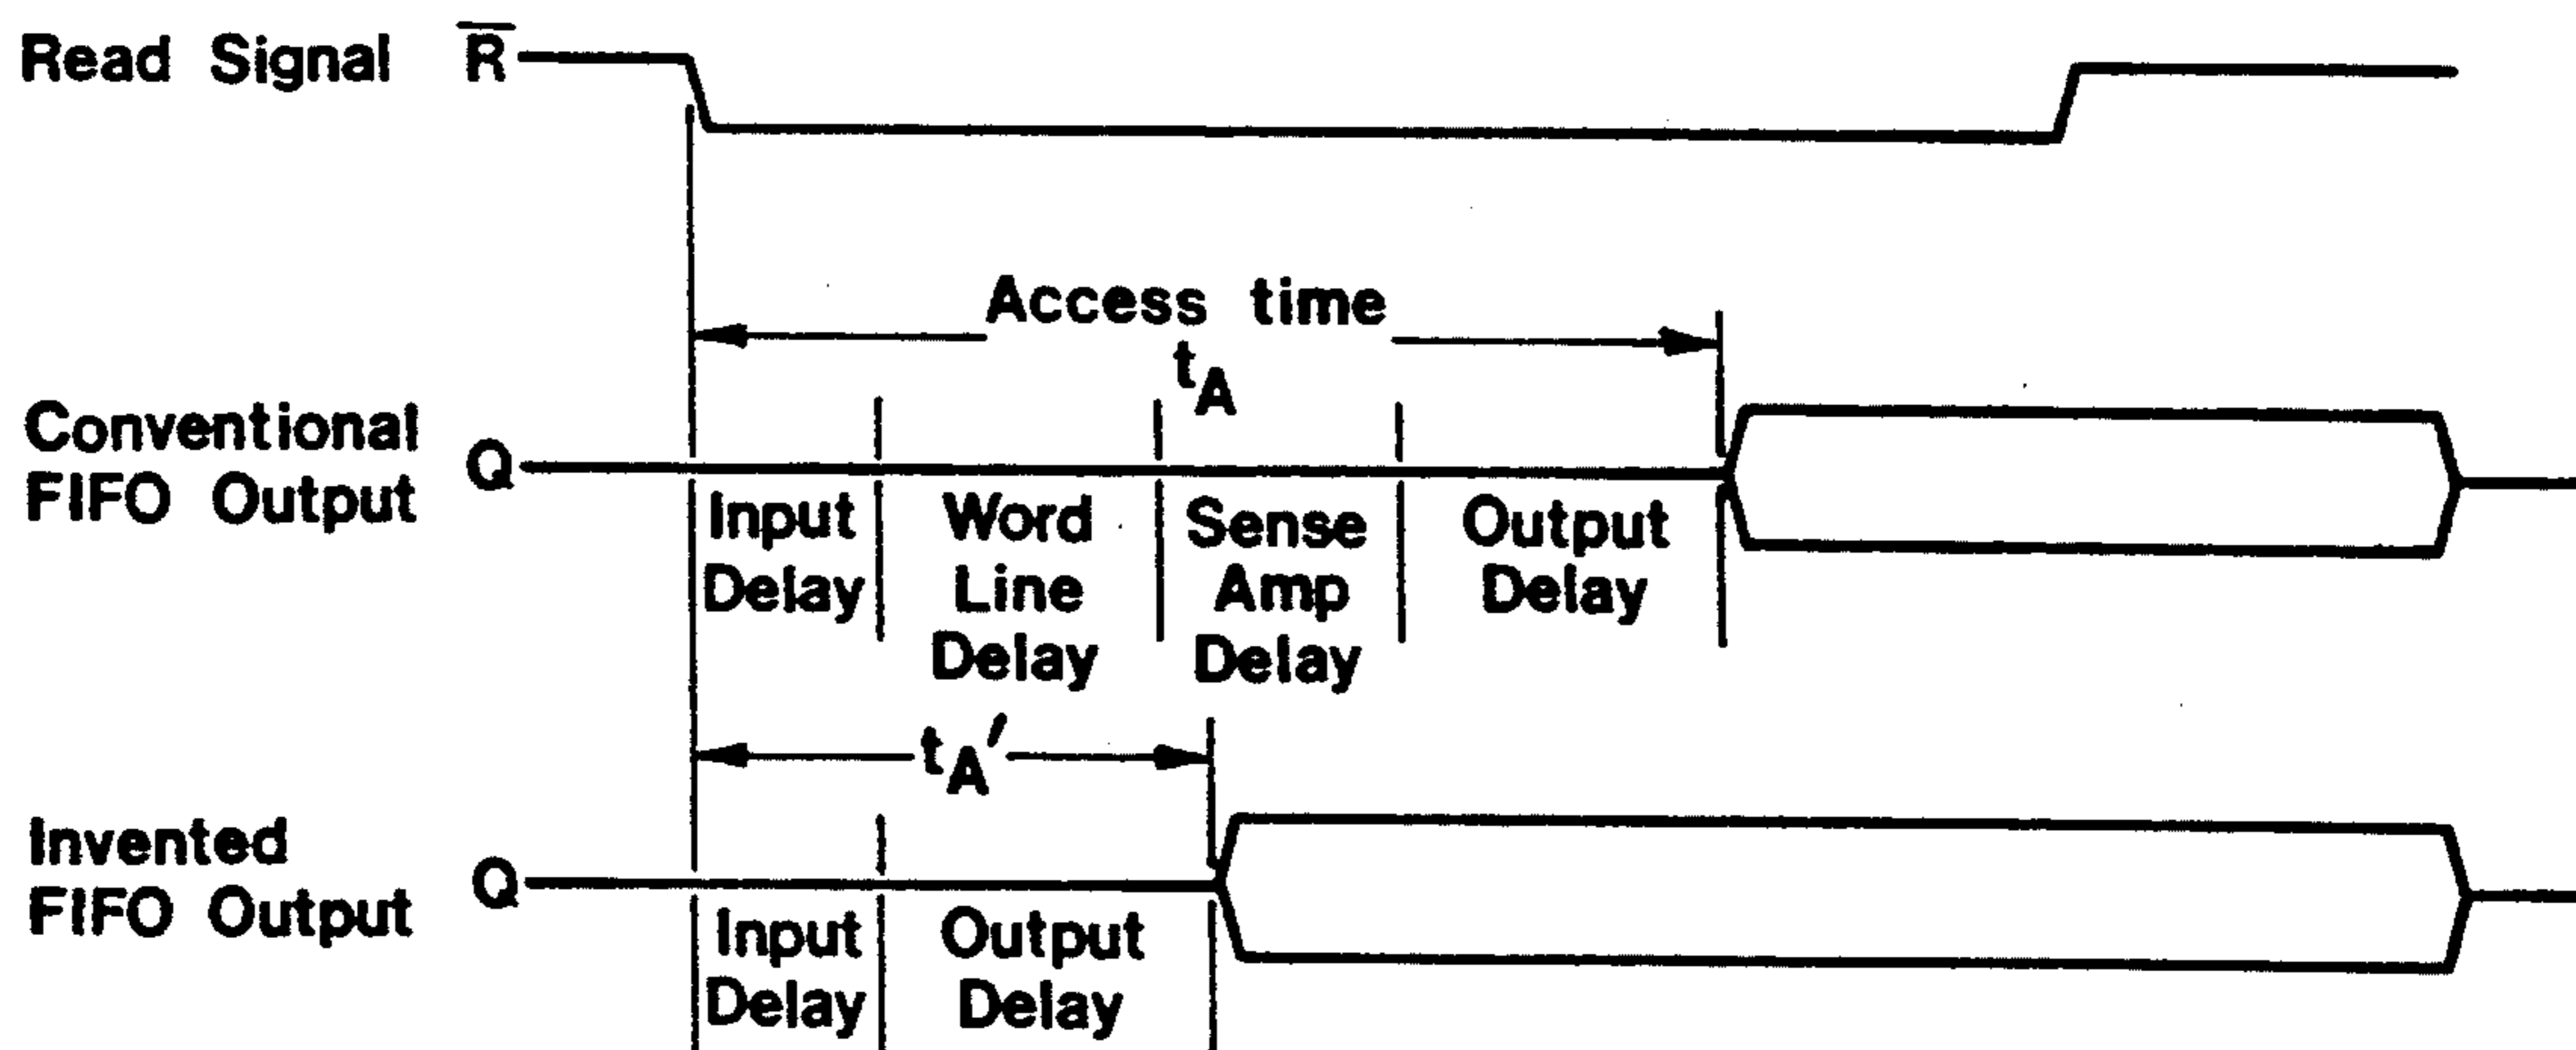 Read Signal R̅
Access time
tA
Conventional
FIFO Output
Q
Input
Delay
Word
Line
Delay
Sense
Amp
Delay
Output
Delay
tA′
Invented
FIFO Output
Q
Input
Delay
Output
Delay